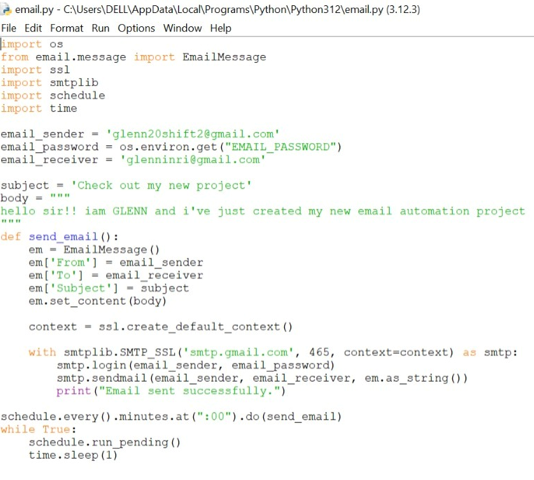 email.py - C:\Users\DELL\AppData\Local\Programs\Python\Python312\email.py (3.12.3)
File Edit Format Run Options Window Help
import os
from email.message import EmailMessage
import ssl
import smtplib
import schedule
import time
email_sender = 'glenn20shift2@gmail.com'
email_password = os.environ.get("EMAIL_PASSWORD")
email_receiver = 'glenninri@gmail.com'
subject = 'Check out my new project'
body = """
hello sir!! iam GLENN and i've just created my new email automation project
"""
def send_email():
    em = EmailMessage()
    em['From'] = email_sender
    em['To'] = email_receiver
    em['Subject'] = subject
    em.set_content(body)
    context = ssl.create_default_context()
    with smtplib.SMTP_SSL('smtp.gmail.com', 465, context=context) as smtp:
        smtp.login(email_sender, email_password)
        smtp.sendmail(email_sender, email_receiver, em.as_string())
        print("Email sent successfully.")
schedule.every().minutes.at(":00").do(send_email)
while True:
    schedule.run_pending()
    time.sleep(1)